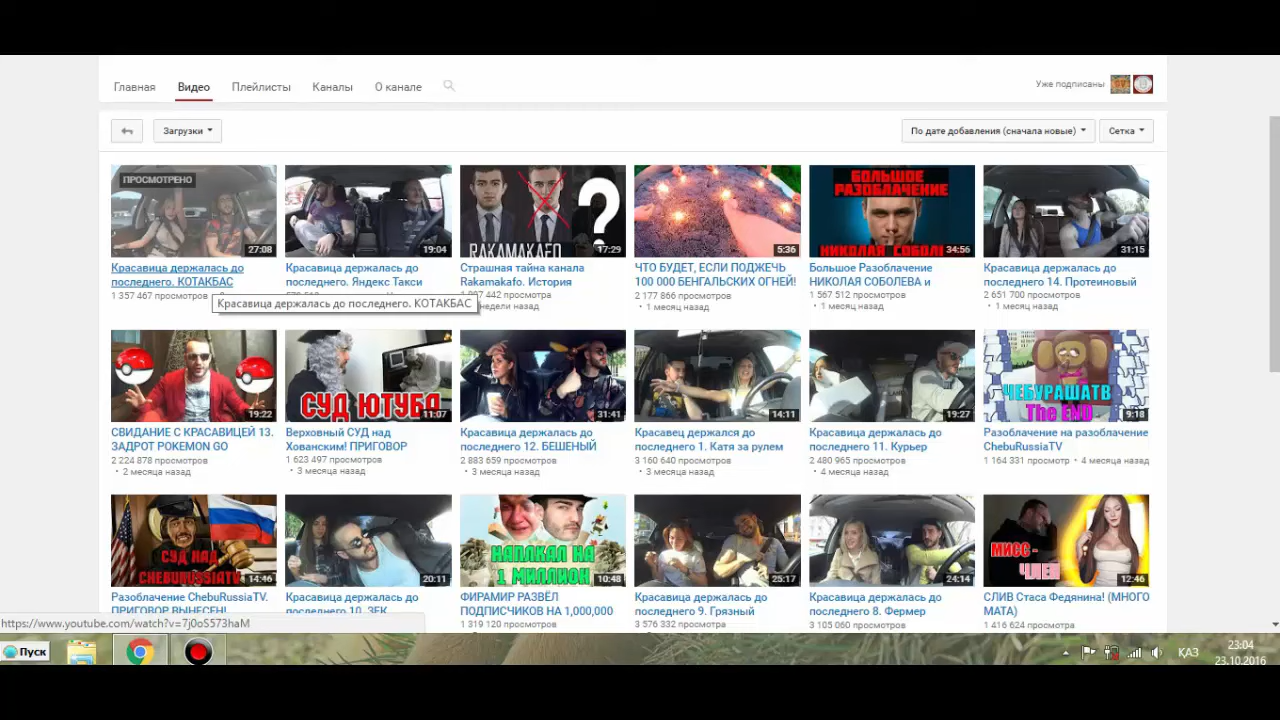 Главная Видео Плейлисты Каналы О канале
Уже подписаны
Загрузки
По дате добавления (сначала новые)
Сетка
ПРОСМОТРЕНО
27:08
Красавица держалась до
последнего. КОТАКБАС
1 357 467 просмотров
Красавица держалась до последнего. КОТАКБАС
19:04
Красавица держалась до
последнего. Яндекс Такси
RAKAMAKAFO
?
17:29
Страшная тайна канала
Rakamakafo. История
недели назад
5:36
ЧТО БУДЕТ, ЕСЛИ ПОДЖЕЧЬ
100 000 БЕНГАЛЬСКИХ ОГНЕЙ!
2 177 866 просмотров
• 1 месяц назад
БОЛЬШОЕ
РАЗОБЛАЧЕНИЕ
34:56
Большое Разоблачение
НИКОЛАЯ СОБОЛЕВА и
1 567 512 просмотров
• 1 месяц назад
31:15
Красавица держалась до
последнего 14. Протеиновый
2 651 700 просмотров
• 1 месяц назад
19:22
СВИДАНИЕ С КРАСАВИЦЕЙ 13.
ЗАДРОТ POKEMON GO
2 224 878 просмотров
• 2 месяца назад
СУД ЮТУБА
11:07
Верховный СУД над
Хованским! ПРИГОВОР
1 623 497 просмотров
• 3 месяца назад
31:41
Красавица держалась до
последнего 12. БЕШЕНЫЙ
2 883 659 просмотров
• 3 месяца назад
14:11
Красавец держался до
последнего 1. Катя за рулем
3 160 640 просмотров
• 3 месяца назад
19:27
Красавица держалась до
последнего 11. Курьер
2 480 965 просмотров
• 4 месяца назад
ЧЕБУРАШАТВ
The END
9:18
Разоблачение на разоблачение
ChebuRussiaTV
1 164 331 просмотр • 4 месяца назад
СУД НАД
CHEBURUSSIATV
14:46
Разоблачение ChebuRussiaTV.
ПРИГОВОР ВЫНЕСЕН!
20:11
Красавица держалась до
последнего 10. ЗЕК
НАПЛКАЛ НА
1 МИЛЛИОН
10:48
ФИРАМИР РАЗВЁЛ
ПОДПИСЧИКОВ НА 1,000,000
1 319 120 просмотров
25:17
Красавица держалась до
последнего 9. Грязный
3 576 332 просмотра
24:14
Красавица держалась до
последнего 8. Фермер
3 105 060 просмотров
МИСС -
ЧЛЕН
12:46
СЛИВ Стаса Федянина! (МНОГО
МАТА)
1 416 624 просмотра
https://www.youtube.com/watch?v=7j0oS573haM
Пуск
ҚАЗ
23:04
23.10.2016